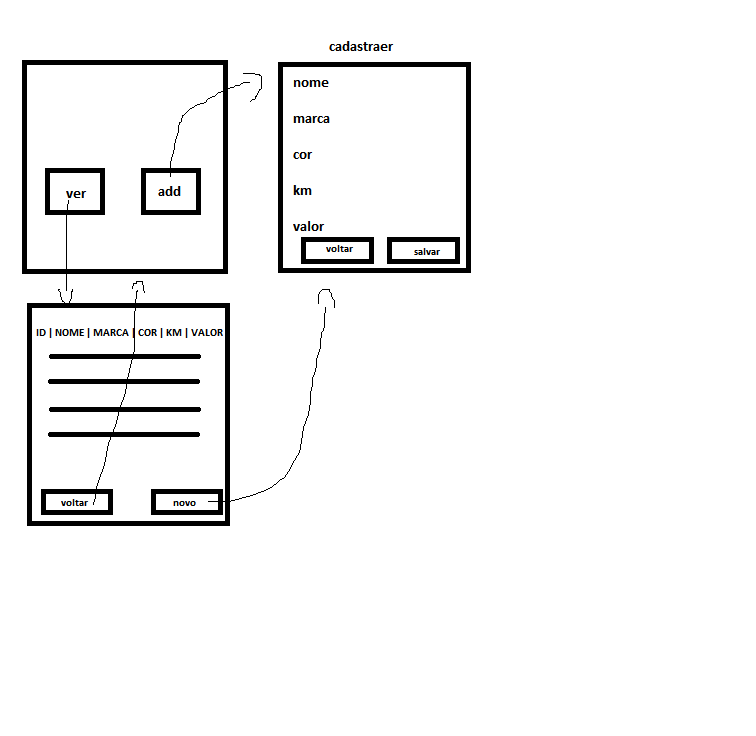 cadastraer
nome
marca
cor
km
valor
voltar
salvar
ver
add
ID | NOME | MARCA | COR | KM | VALOR
voltar
novo